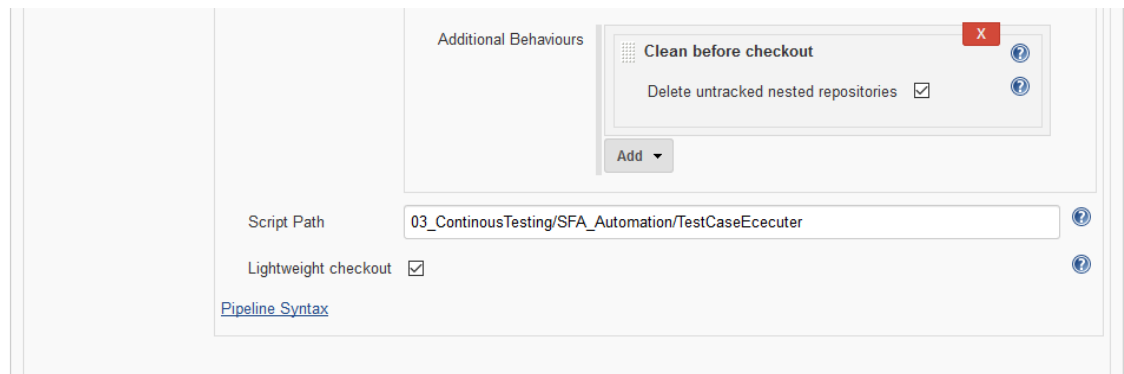 Additional Behaviours
X
Clean before checkout
Delete untracked nested repositories
Add
Script Path
03_ContinousTesting/SFA_Automation/TestCaseEcecuter
Lightweight checkout
Pipeline Syntax